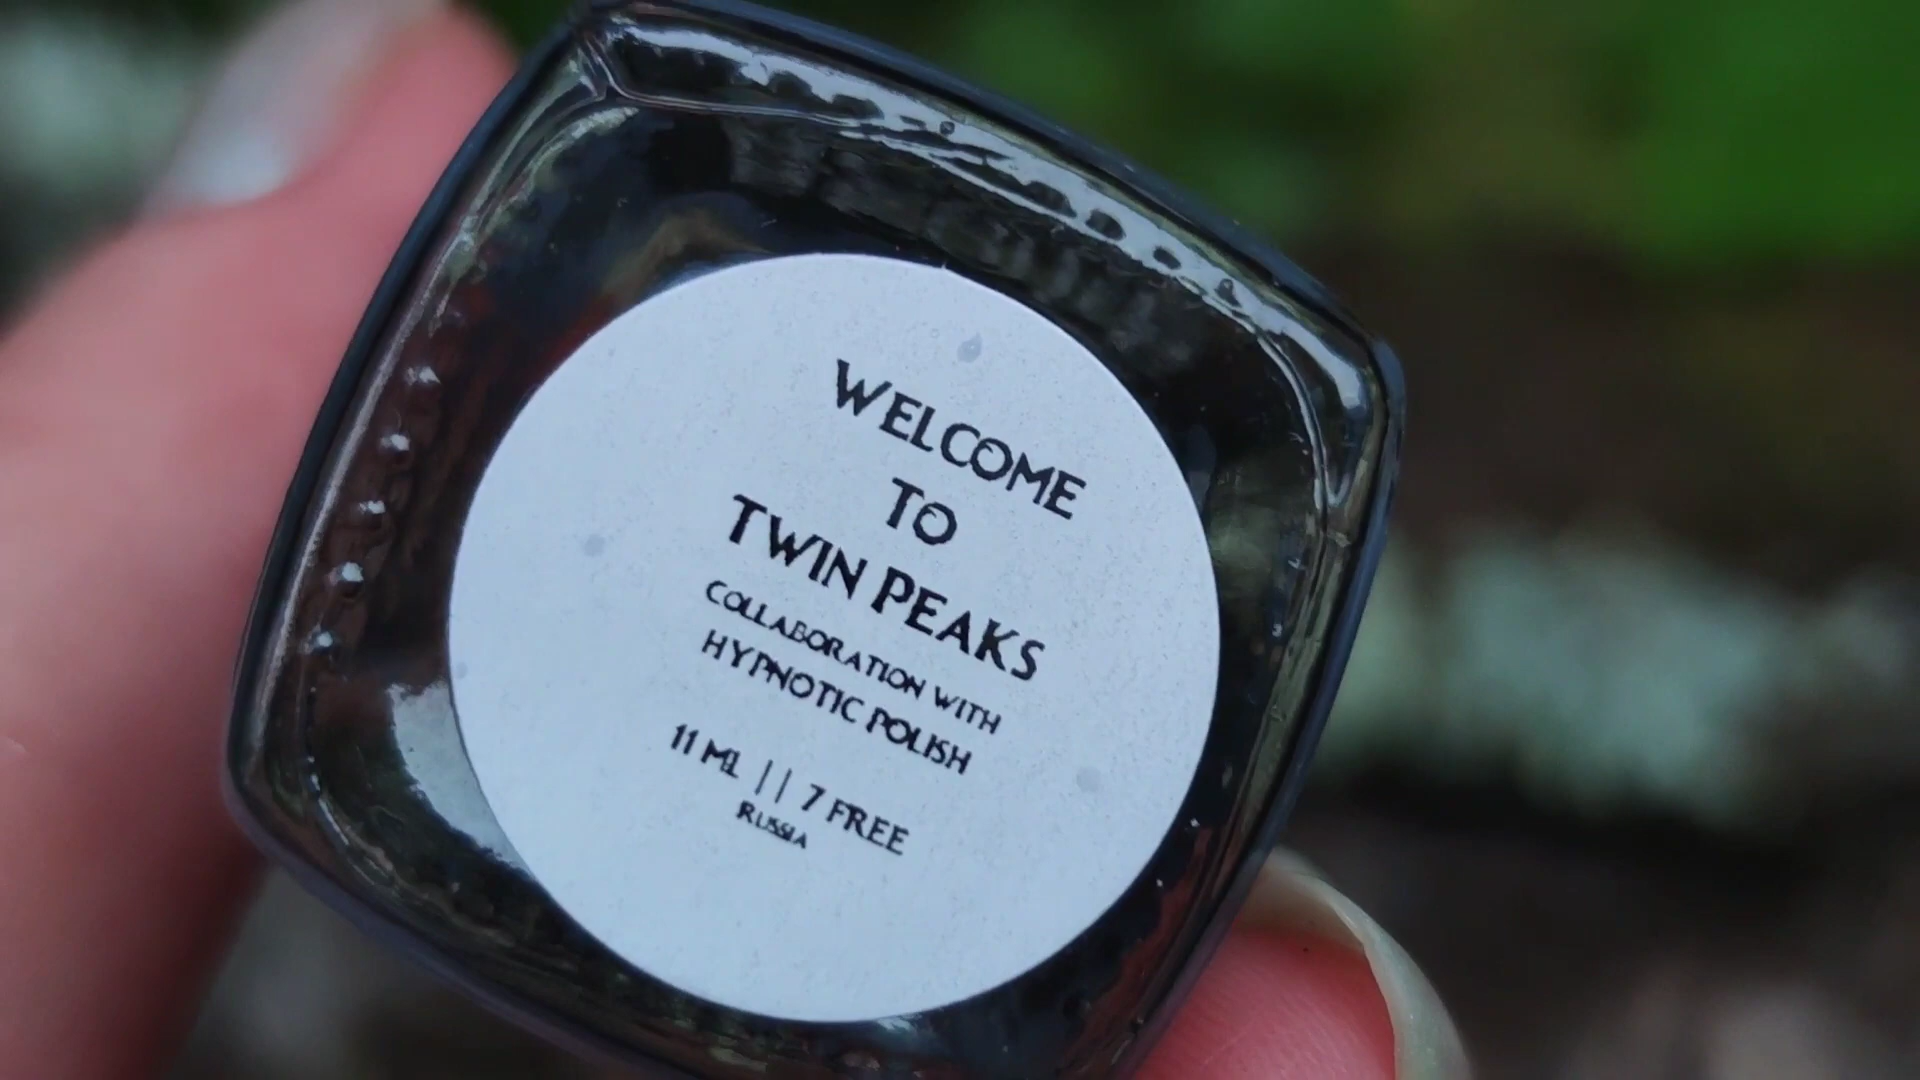 WELCOME
TO
TWIN PEAKS
COLLABORATION WITH
HYPNOTIC POLISH
11 ML || 7 FREE
RUSSIA